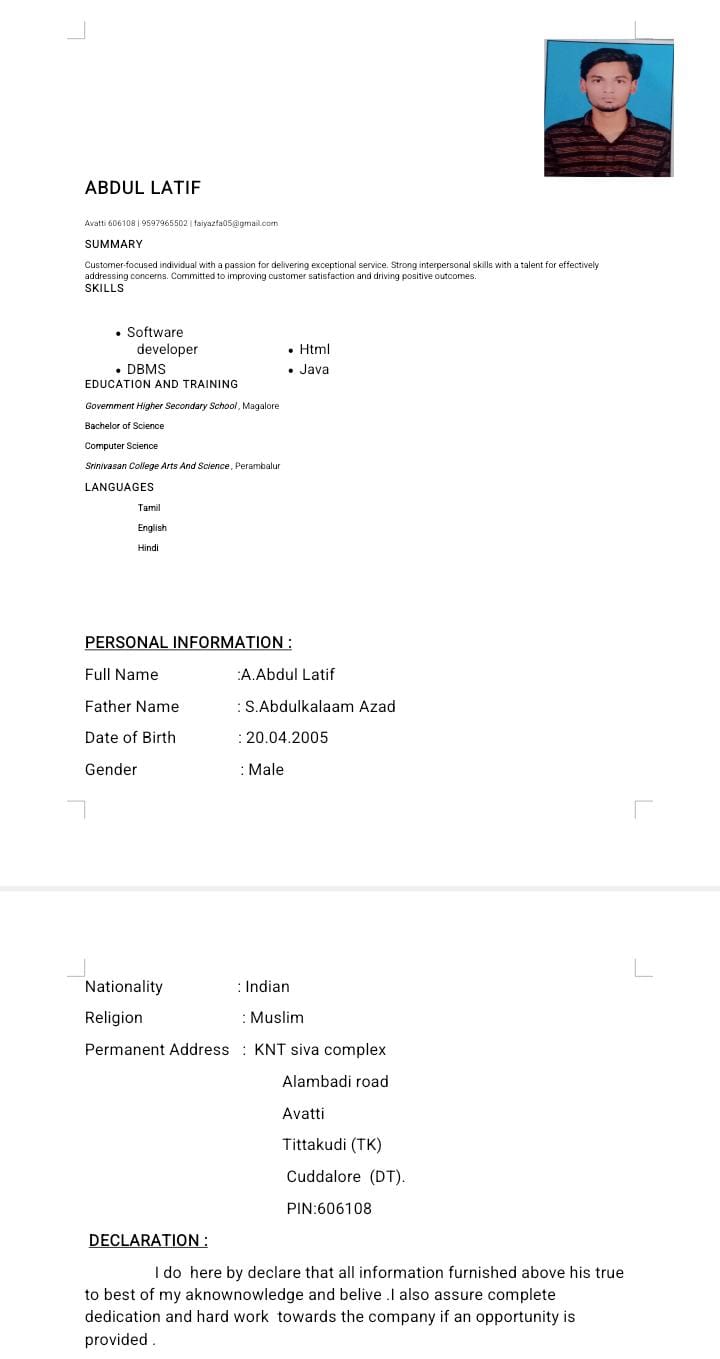 ABDUL LATIF
Avatti 606108 | 9597965502 | faiyazfa05@gmail.com
SUMMARY
Customer-focused individual with a passion for delivering exceptional service. Strong interpersonal skills with a talent for effectively
addressing concerns. Committed to improving customer satisfaction and driving positive outcomes.
SKILLS
• Software
developer
• DBMS
• Html
• Java
EDUCATION AND TRAINING
Government Higher Secondary School , Magalore
Bachelor of Science
Computer Science
Srinivasan College Arts And Science , Perambalur
LANGUAGES
Tamil
English
Hindi
PERSONAL INFORMATION :
Full Name :A.Abdul Latif
Father Name : S.Abdulkalaam Azad
Date of Birth : 20.04.2005
Gender : Male
Nationality : Indian
Religion : Muslim
Permanent Address : KNT siva complex
Alambadi road
Avatti
Tittakudi (TK)
Cuddalore (DT).
PIN:606108
DECLARATION :
I do here by declare that all information furnished above his true
to best of my aknownowledge and belive .I also assure complete
dedication and hard work towards the company if an opportunity is
provided .